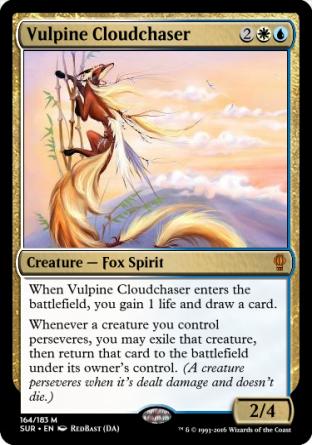 Vulpine Cloudchaser 2
Creature — Fox Spirit
When Vulpine Cloudchaser enters the
battlefield, you gain 1 life and draw a card.
Whenever a creature you control
perseveres, you may exile that creature,
then return that card to the battlefield
under its owner's control. (A creature
perseveres when it's dealt damage and doesn't
die.)
2/4
164/183 M
SUR • EN RedBast (DA)
™ & © 1993-2016 Wizards of the Coast